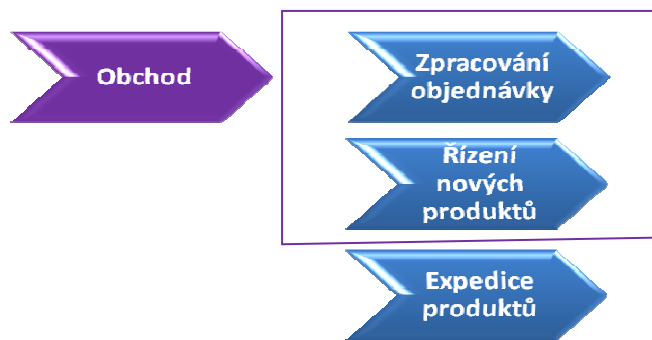 Obchod
Zpracování
objednávky
Řízení
nových
produktů
Expedice
produktů